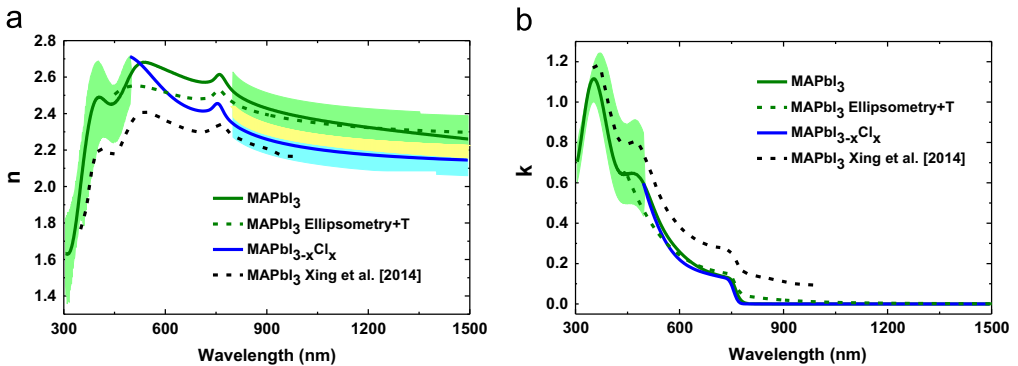 a
2.8
2.6
2.4
2.2
2.0
1.8
1.6
1.4
n
300 600 900 1200 1500
Wavelength (nm)
MAPbI3
MAPbI3 Ellipsometry+T
MAPbI3-xClx
MAPbI3 Xing et al. [2014]
b
1.2
1.0
0.8
0.6
0.4
0.2
0.0
k
300 600 900 1200 1500
Wavelength (nm)
MAPbI3
MAPbI3 Ellipsometry+T
MAPbI3-xClx
MAPbI3 Xing et al. [2014]